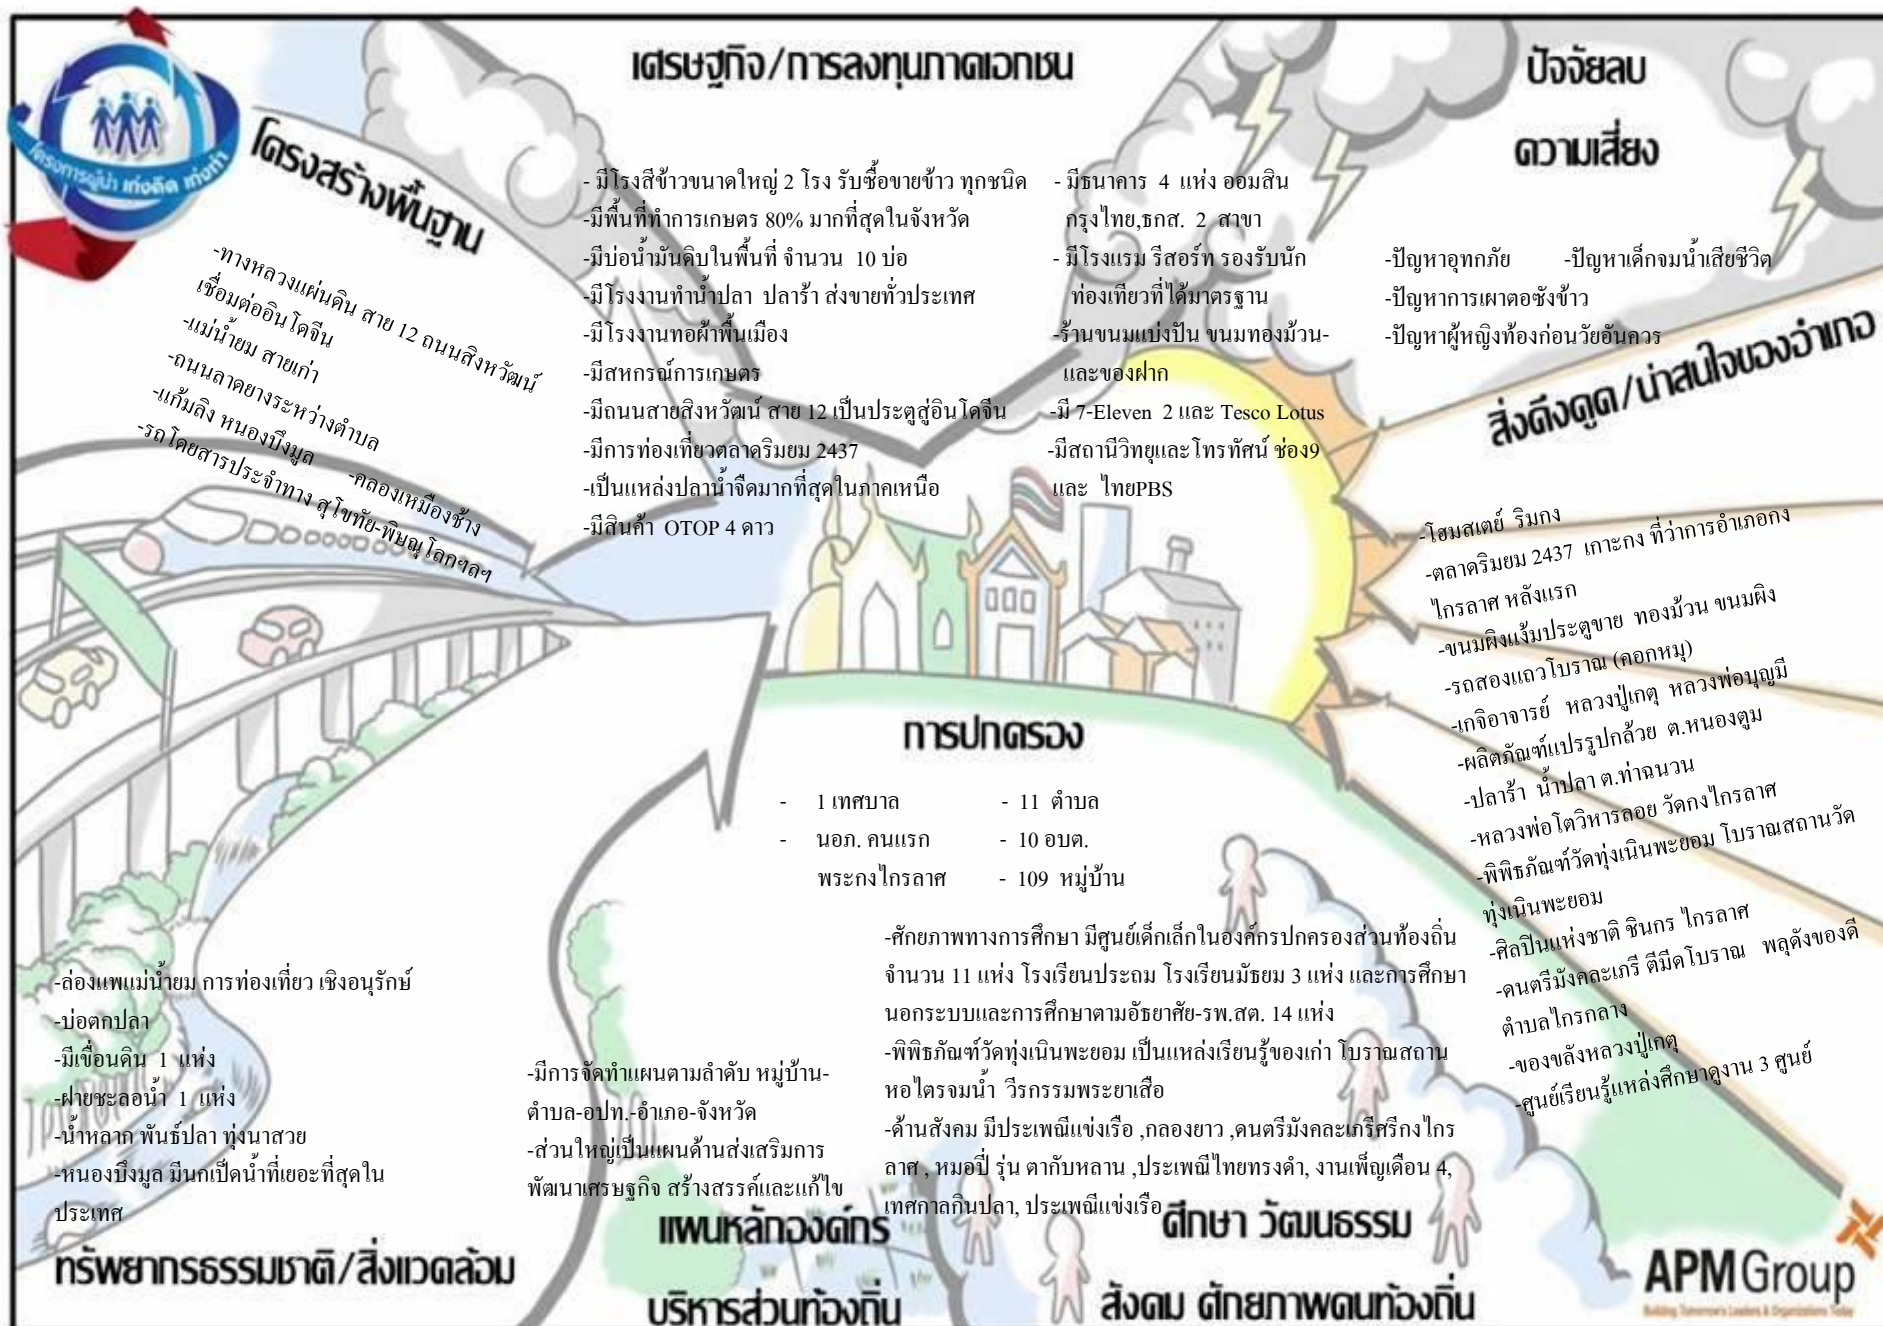 โครงการผู้นำ เก่งคิด เก่งทำ
โครงสร้างพื้นฐาน
-ทางหลวงแผ่นดิน สาย 12 ถนนสิงหวัฒน์
เชื่อมต่ออินโดจีน
-แม่น้ำยม สายเก่า
-ถนนลาดยางระหว่างตำบล
-แก้มลิง หนองบึงมูล -คลองเหมืองช้าง
-รถโดยสารประจำทาง สุโขทัย-พิษณุโลกฯลฯ
เศรษฐกิจ/การลงทุนภาคเอกชน
- มีโรงสีข้าวขนาดใหญ่ 2 โรง รับซื้อขายข้าว ทุกชนิด
-มีพื้นที่ทำการเกษตร 80% มากที่สุดในจังหวัด
-มีบ่อน้ำมันดิบในพื้นที่ จำนวน 10 บ่อ
-มีโรงงานทำน้ำปลา ปลาร้า ส่งขายทั่วประเทศ
-มีโรงงานทอผ้าพื้นเมือง
-มีสหกรณ์การเกษตร
-มีถนนสายสิงหวัฒน์ สาย 12 เป็นประตูสู่อินโดจีน
-มีการท่องเที่ยวตลาดริมยม 2437
-เป็นแหล่งปลาน้ำจืดมากที่สุดในภาคเหนือ
-มีสินค้า OTOP 4 ดาว
- มีธนาคาร 4 แห่ง ออมสิน
กรุงไทย,ธกส. 2 สาขา
- มีโรงแรม รีสอร์ท รองรับนัก
ท่องเทียวที่ได้มาตรฐาน
-ร้านขนมแบ่งปัน ขนมทองม้วน-
และของฝาก
-มี 7-Eleven 2 และ Tesco Lotus
-มีสถานีวิทยุและโทรทัศน์ ช่อง9
และ ไทยPBS
ปัจจัยลบ
ความเสี่ยง
-ปัญหาอุทกภัย -ปัญหาเด็กจมน้ำเสียชีวิต
-ปัญหาการเผาตอซังข้าว
-ปัญหาผู้หญิงท้องก่อนวัยอันควร
สิ่งดึงดูด/น่าสนใจของอำเภอ
-โฮมสเตย์ ริมกง
-ตลาดริมยม 2437 เกาะกง ที่ว่าการอำเภอกง
ไกรลาศ หลังแรก
-ขนมผิงแง้มประตูขาย ทองม้วน ขนมผิง
-รถสองแถวโบราณ (คอกหมุ)
-เกจิอาจารย์ หลวงปู่เกตุ หลวงพ่อบุญมี
-ผลิตภัณฑ์แปรรูปกล้วย ต.หนองตูม
-ปลาร้า น้ำปลา ต.ท่าฉนวน
-หลวงพ่อโตวิหารลอย วัดกงไกรลาศ
-พิพิธภัณฑ์วัดทุ่งเนินพะยอม โบราณสถานวัด
ทุ่งเนินพะยอม
-ศิลปินแห่งชาติ ชินกร ไกรลาศ
-ดนตรีมังคละเภรี ตีมีดโบราณ พลุดังของดี
ตำบลไกรกลาง
-ของขลังหลวงปู่เกตุ
-ศูนย์เรียนรู้แหล่งศึกษาดูงาน 3 ศูนย์
การปกครอง
- 1 เทศบาล - 11 ตำบล
- นอภ. คนแรก - 10 อบต.
พระกงไกรลาศ - 109 หมู่บ้าน
-ศักยภาพทางการศึกษา มีศูนย์เด็กเล็กในองค์กรปกครองส่วนท้องถิ่น
จำนวน 11 แห่ง โรงเรียนประถม โรงเรียนมัธยม 3 แห่ง และการศึกษา
นอกระบบและการศึกษาตามอัธยาศัย-รพ.สต. 14 แห่ง
-พิพิธภัณฑ์วัดทุ่งเนินพะยอม เป็นแหล่งเรียนรู้ของเก่า โบราณสถาน
หอไตรจมน้ำ วีรกรรมพระยาเสือ
-ด้านสังคม มีประเพณีแข่งเรือ ,กลองยาว ,ดนตรีมังคละเภรีศรีกงไกร
ลาศ , หมอปี่ รุ่น ตากับหลาน ,ประเพณีไทยทรงดำ, งานเพ็ญเดือน 4,
เทศกาลกินปลา, ประเพณีแข่งเรือ
ศึกษา วัฒนธรรม
สังคม ศักยภาพคนท้องถิ่น
-ล่องแพแม่น้ำยม การท่องเที่ยว เชิงอนุรักษ์
-บ่อตกปลา
-มีเขื่อนดิน 1 แห่ง
-ฝายชะลอน้ำ 1 แห่ง
-น้ำหลาก พันธ์ปลา ทุ่งนาสวย
-หนองบึงมูล มีนกเป็ดน้ำที่เยอะที่สุดใน
ประเทศ
ทรัพยากรธรรมชาติ/สิ่งแวดล้อม
-มีการจัดทำแผนตามลำดับ หมู่บ้าน-
ตำบล-อปท.-อำเภอ-จังหวัด
-ส่วนใหญ่เป็นแผนด้านส่งเสริมการ
พัฒนาเศรษฐกิจ สร้างสรรค์และแก้ไข
แผนหลักองค์กร
บริหารส่วนท้องถิ่น
APM Group
Building Tomorrow's Leaders & Organizations Today